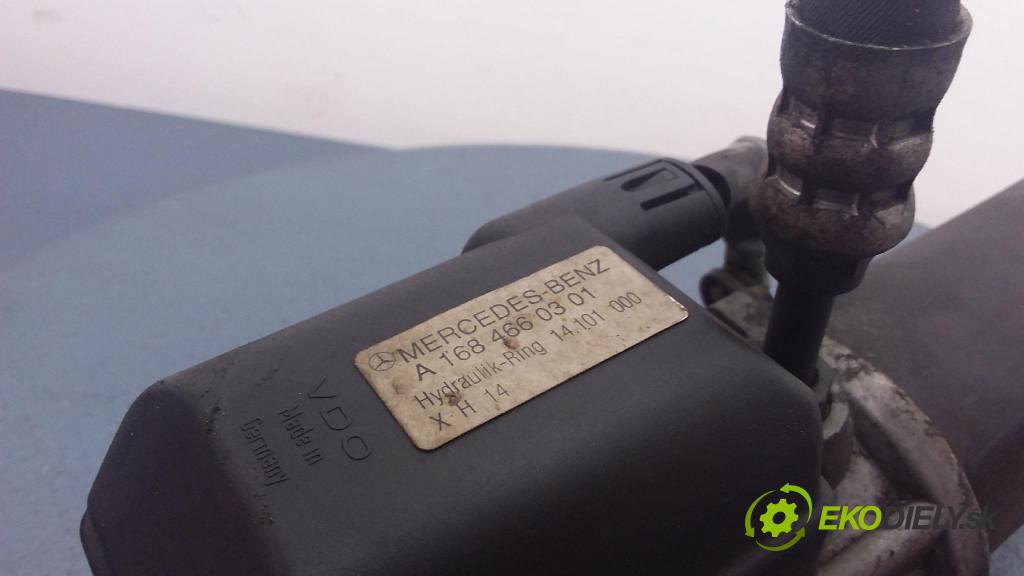 MERCEDES-BENZ
A 168 466 03 01
Hydraulik-Ring 14.101 000
X H 14
VDO
Made in
Germany
EKODIELY.sk